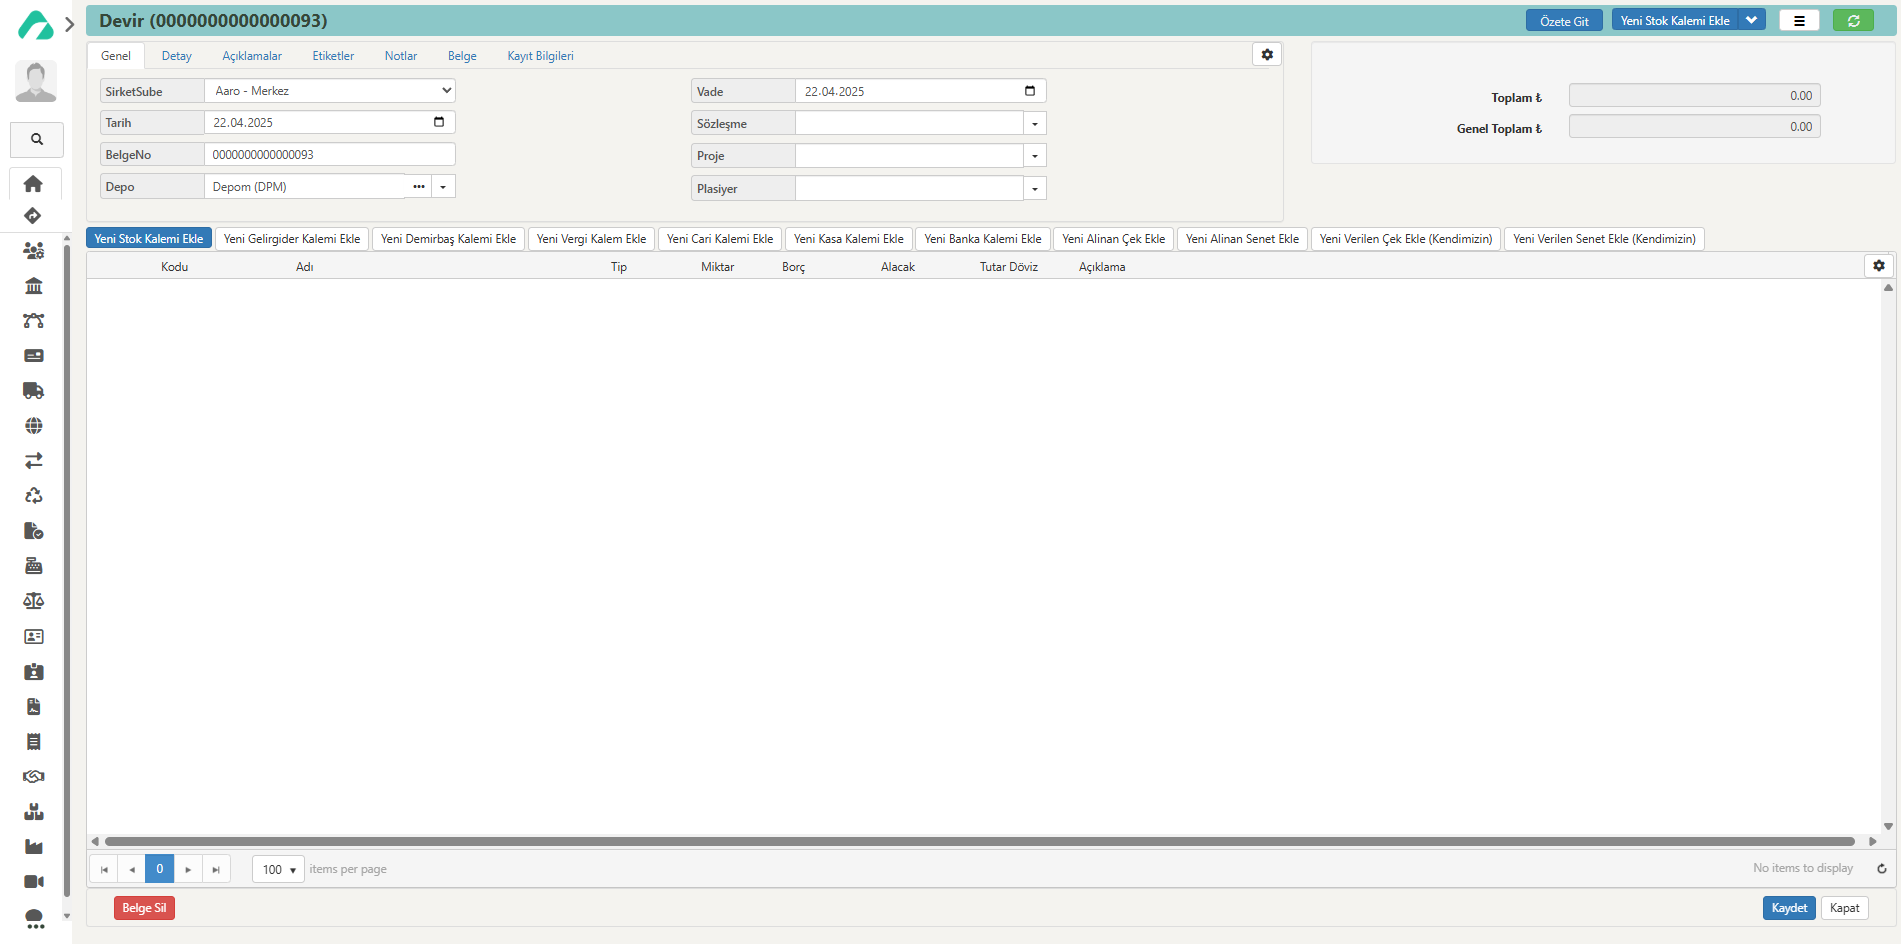 Devir (0000000000000093)
Özete Git
Yeni Stok Kalemi Ekle
Genel Detay Açıklamalar Etiketler Notlar Belge Kayıt Bilgileri
SirketSube Aaro - Merkez
Tarih 22.04.2025
BelgeNo 0000000000000093
Depo Depom (DPM)
Vade 22.04.2025
Sözleşme
Proje
Plasiyer
Toplam ₺ 0.00
Genel Toplam ₺ 0.00
Yeni Stok Kalemi Ekle Yeni Gelirgider Kalemi Ekle Yeni Demirbaş Kalemi Ekle Yeni Vergi Kalem Ekle Yeni Cari Kalemi Ekle Yeni Kasa Kalemi Ekle Yeni Banka Kalemi Ekle Yeni Alinan Çek Ekle Yeni Alinan Senet Ekle Yeni Verilen Çek Ekle (Kendimizin) Yeni Verilen Senet Ekle (Kendimizin)
Kodu Adı Tip Miktar Borç Alacak Tutar Döviz Açıklama
0 100 items per page No items to display
Belge Sil Kaydet Kapat